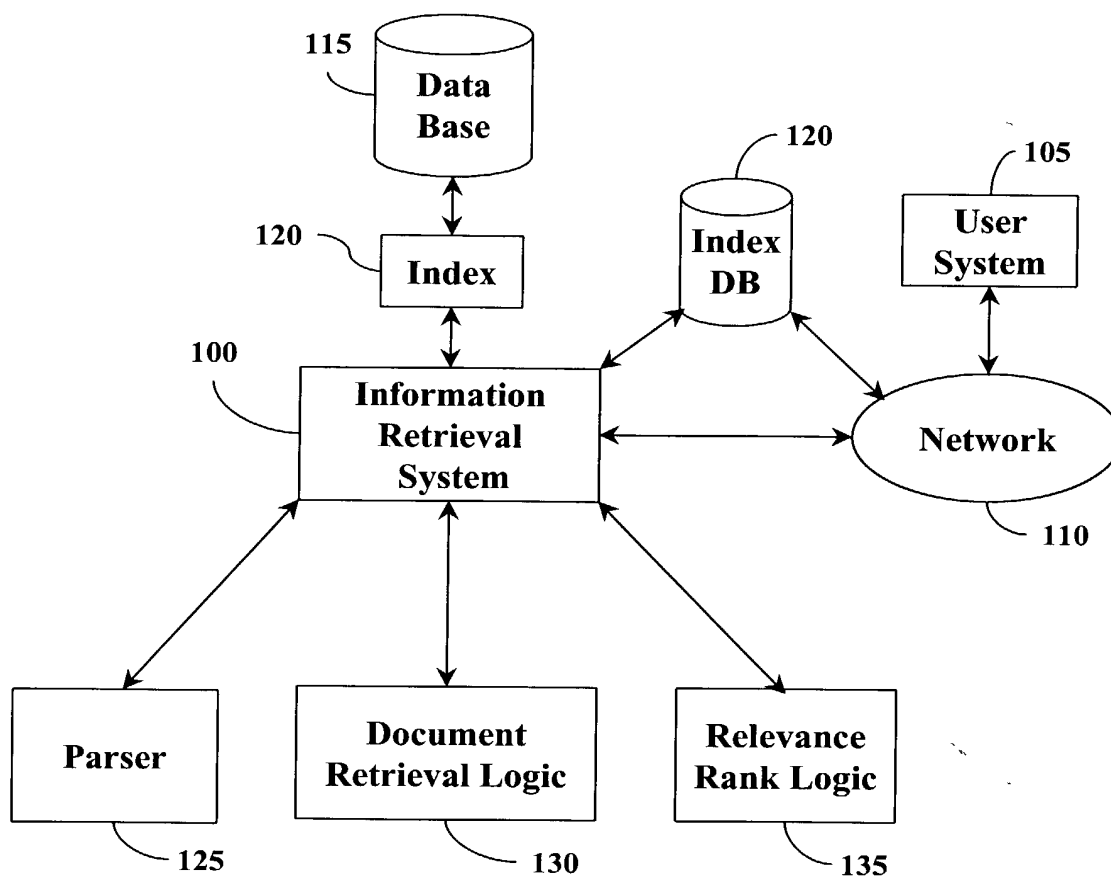 115
Data
Base
120
Index
120
Index
DB
105
User
System
100
Information
Retrieval
System
Network
110
Parser
125
Document
Retrieval Logic
130
Relevance
Rank Logic
135